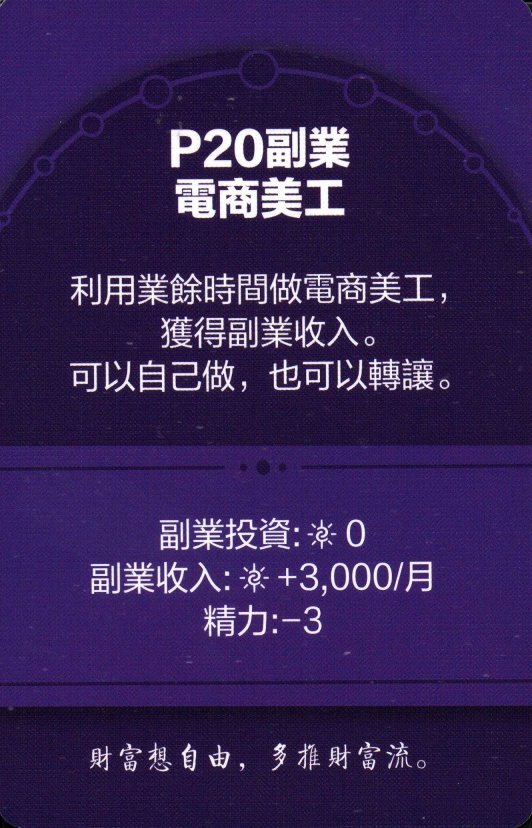 P20副業
電商美工
利用業餘時間做電商美工，
獲得副業收入。
可以自己做，也可以轉讓。
副業投資: 0
副業收入: +3,000/月
精力:-3
財富想自由，多推財富流。